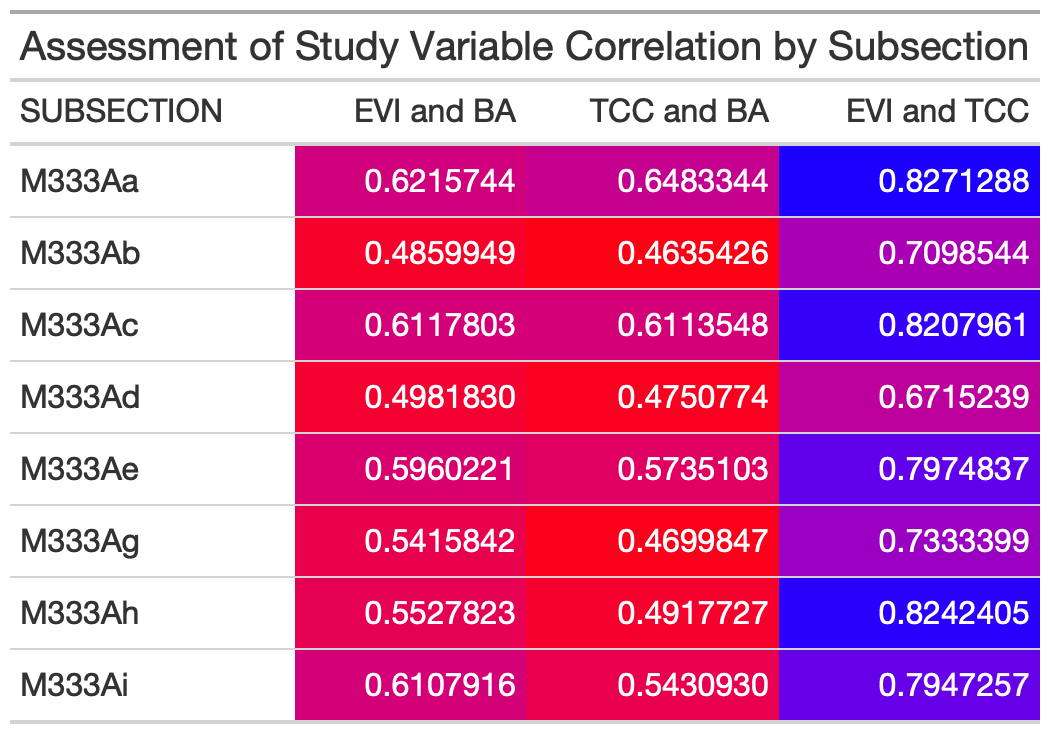 Assessment of Study Variable Correlation by Subsection
SUBSECTION EVI and BA TCC and BA EVI and TCC
M333Aa 0.6215744 0.6483344 0.8271288
M333Ab 0.4859949 0.4635426 0.7098544
M333Ac 0.6117803 0.6113548 0.8207961
M333Ad 0.4981830 0.4750774 0.6715239
M333Ae 0.5960221 0.5735103 0.7974837
M333Ag 0.5415842 0.4699847 0.7333399
M333Ah 0.5527823 0.4917727 0.8242405
M333Ai 0.6107916 0.5430930 0.7947257